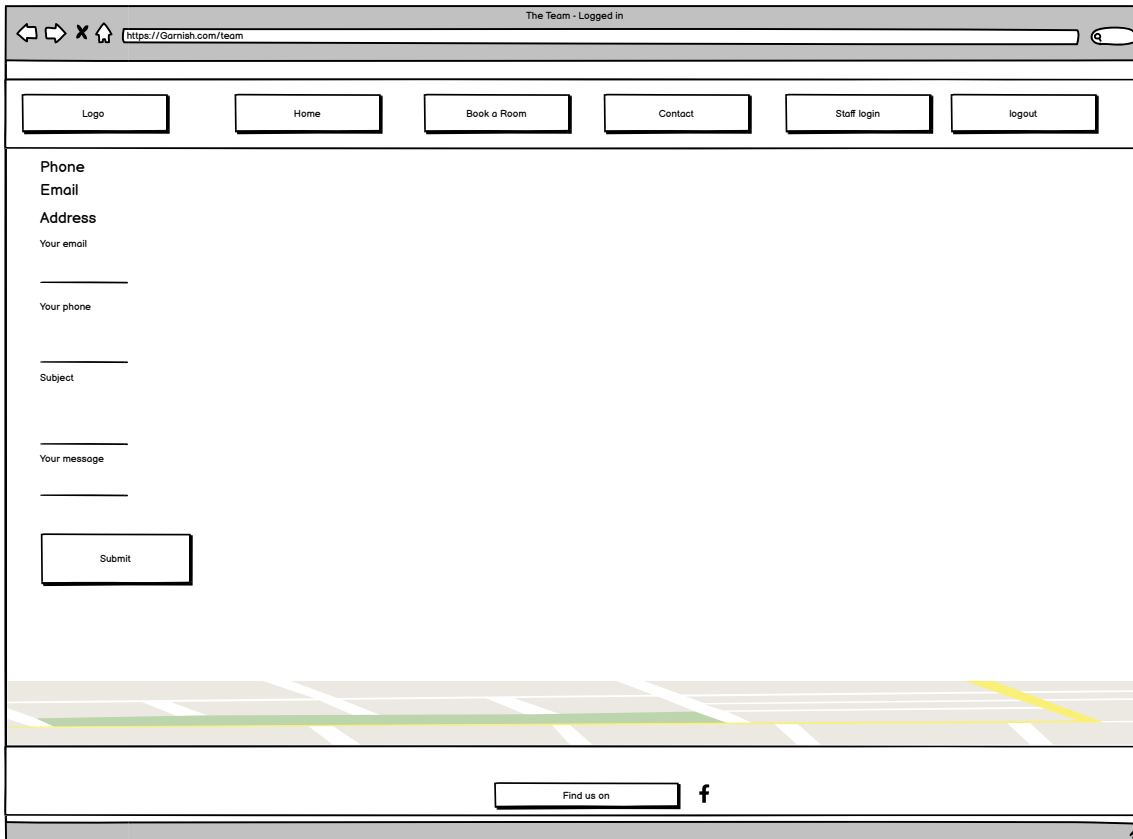 The Team - Logged in
https://Garnish.com/team
Logo Home Book a Room Contact Staff login logout
Phone
Email
Address
Your email
Your phone
Subject
Your message
Submit
Find us on